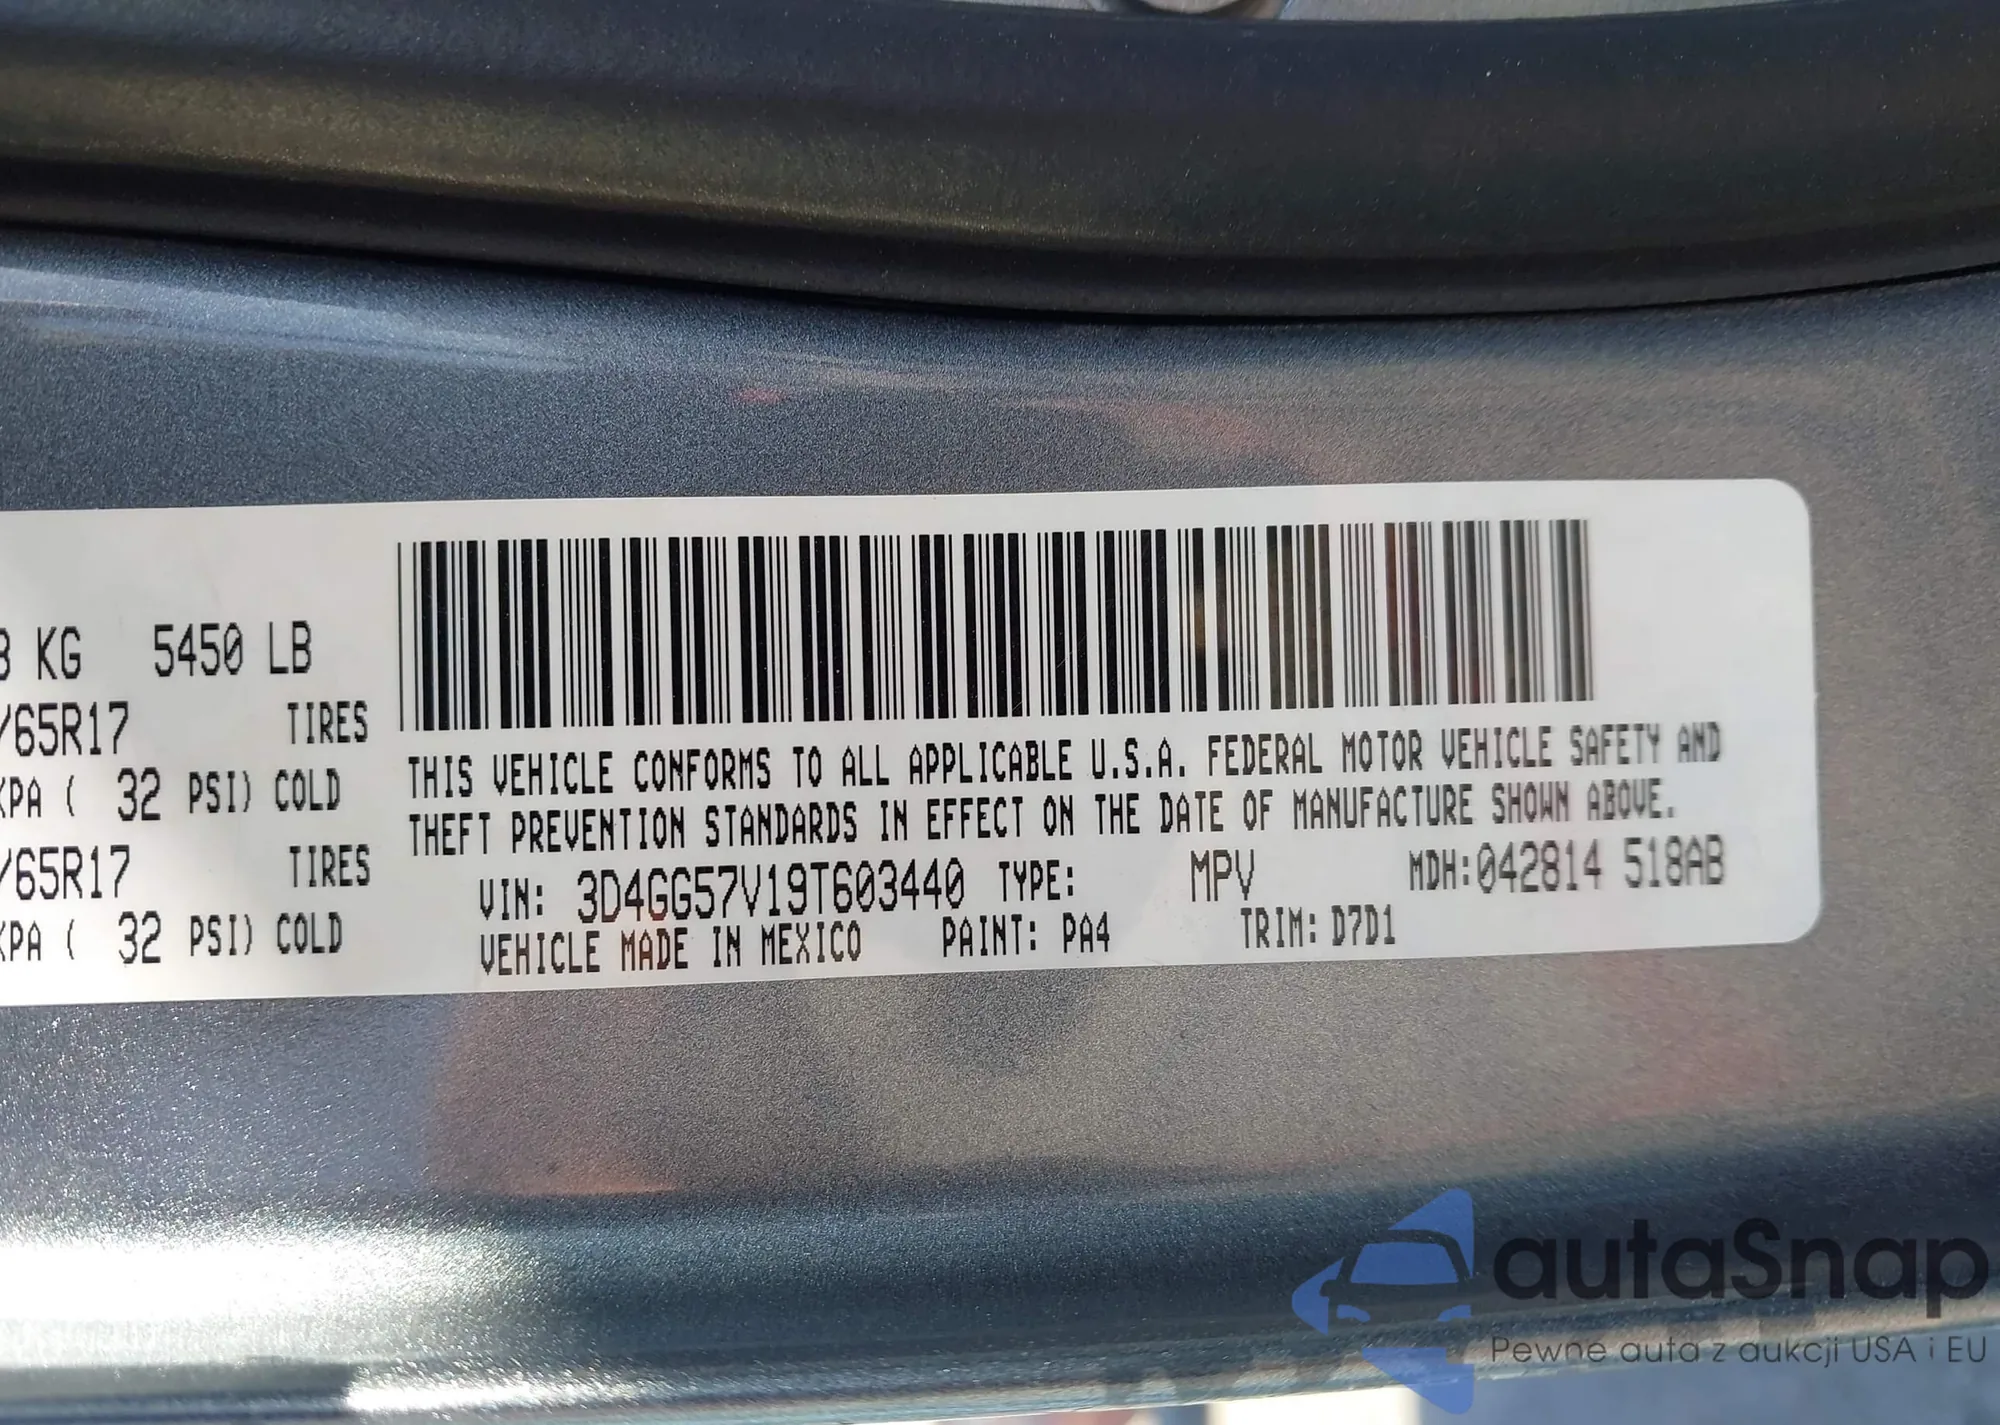 3 KG 5450 LB
/65R17 TIRES
KPA ( 32 PSI) COLD
/65R17 TIRES
KPA ( 32 PSI) COLD
THIS VEHICLE CONFORMS TO ALL APPLICABLE U.S.A. FEDERAL MOTOR VEHICLE SAFETY AND
THEFT PREVENTION STANDARDS IN EFFECT ON THE DATE OF MANUFACTURE SHOWN ABOVE.
VIN: 3D4GG57V19T603440 TYPE: MPV MDH:042814 518AB
VEHICLE MADE IN MEXICO PAINT: PA4 TRIM: D7D1
autaSnap
Pewne auta z aukcji USA i EU